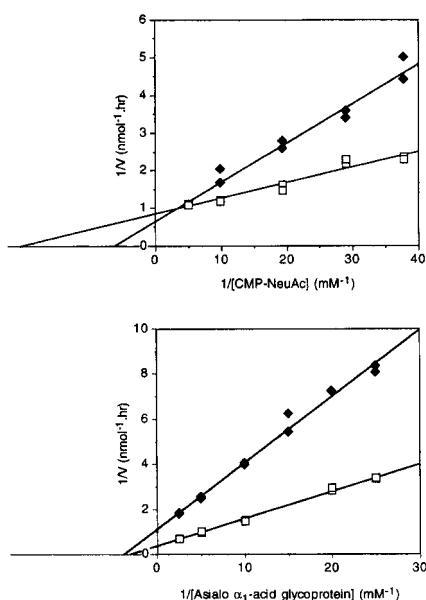 6
5
4
3
2
1
0
1/V (nmol⁻¹.hr)
0 10 20 30 40
1/[CMP-NeuAc] (mM⁻¹)
10
8
6
4
2
0
1/V (nmol⁻¹.hr)
0 10 20 30
1/[Asialo α₁-acid glycoprotein] (mM⁻¹)